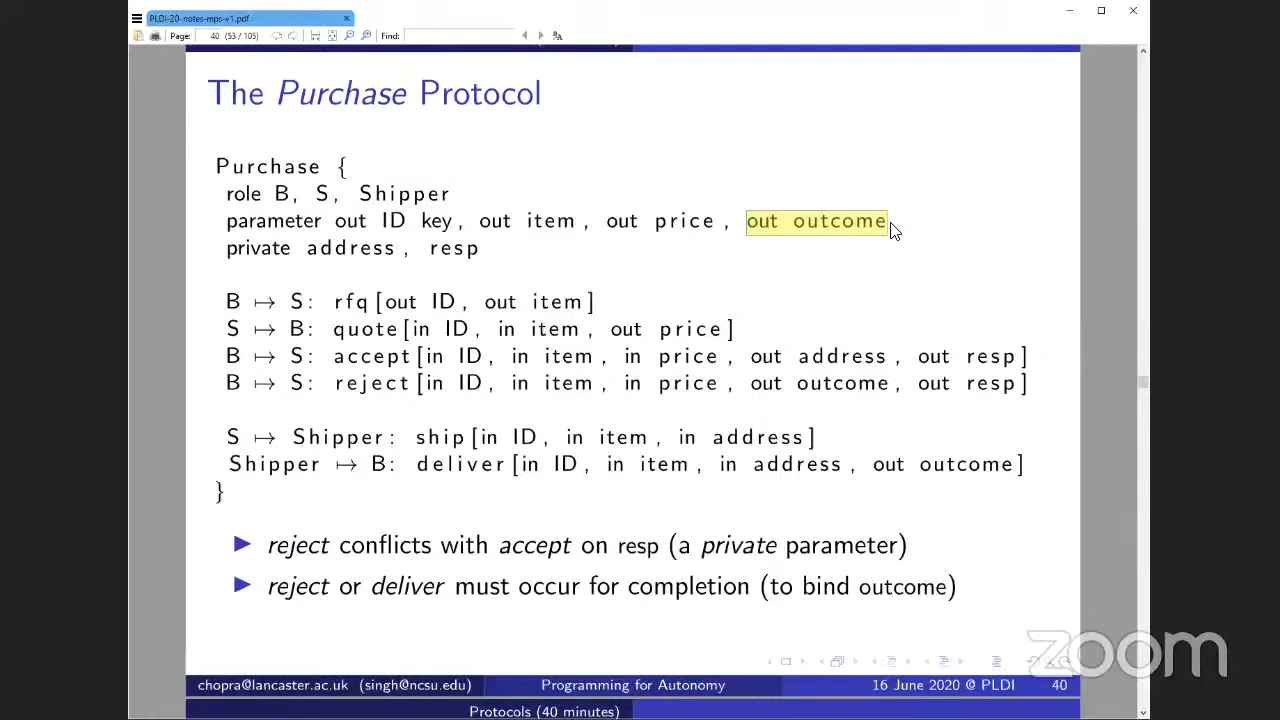 PLDI-20-notes-mps-v1.pdf
Page: 40 (53 / 105) Find:
The Purchase Protocol
Purchase {
role B, S, Shipper
parameter out ID key, out item, out price, out outcome
private address, resp
B ↦ S: rfq[out ID, out item]
S ↦ B: quote[in ID, in item, out price]
B ↦ S: accept[in ID, in item, in price, out address, out resp]
B ↦ S: reject[in ID, in item, in price, out outcome, out resp]
S ↦ Shipper: ship[in ID, in item, in address]
Shipper ↦ B: deliver[in ID, in item, in address, out outcome]
}
▶ reject conflicts with accept on resp (a private parameter)
▶ reject or deliver must occur for completion (to bind outcome)
zoom
chopra@lancaster.ac.uk (singh@ncsu.edu) Programming for Autonomy 16 June 2020 @ PLDI 40
Protocols (40 minutes)